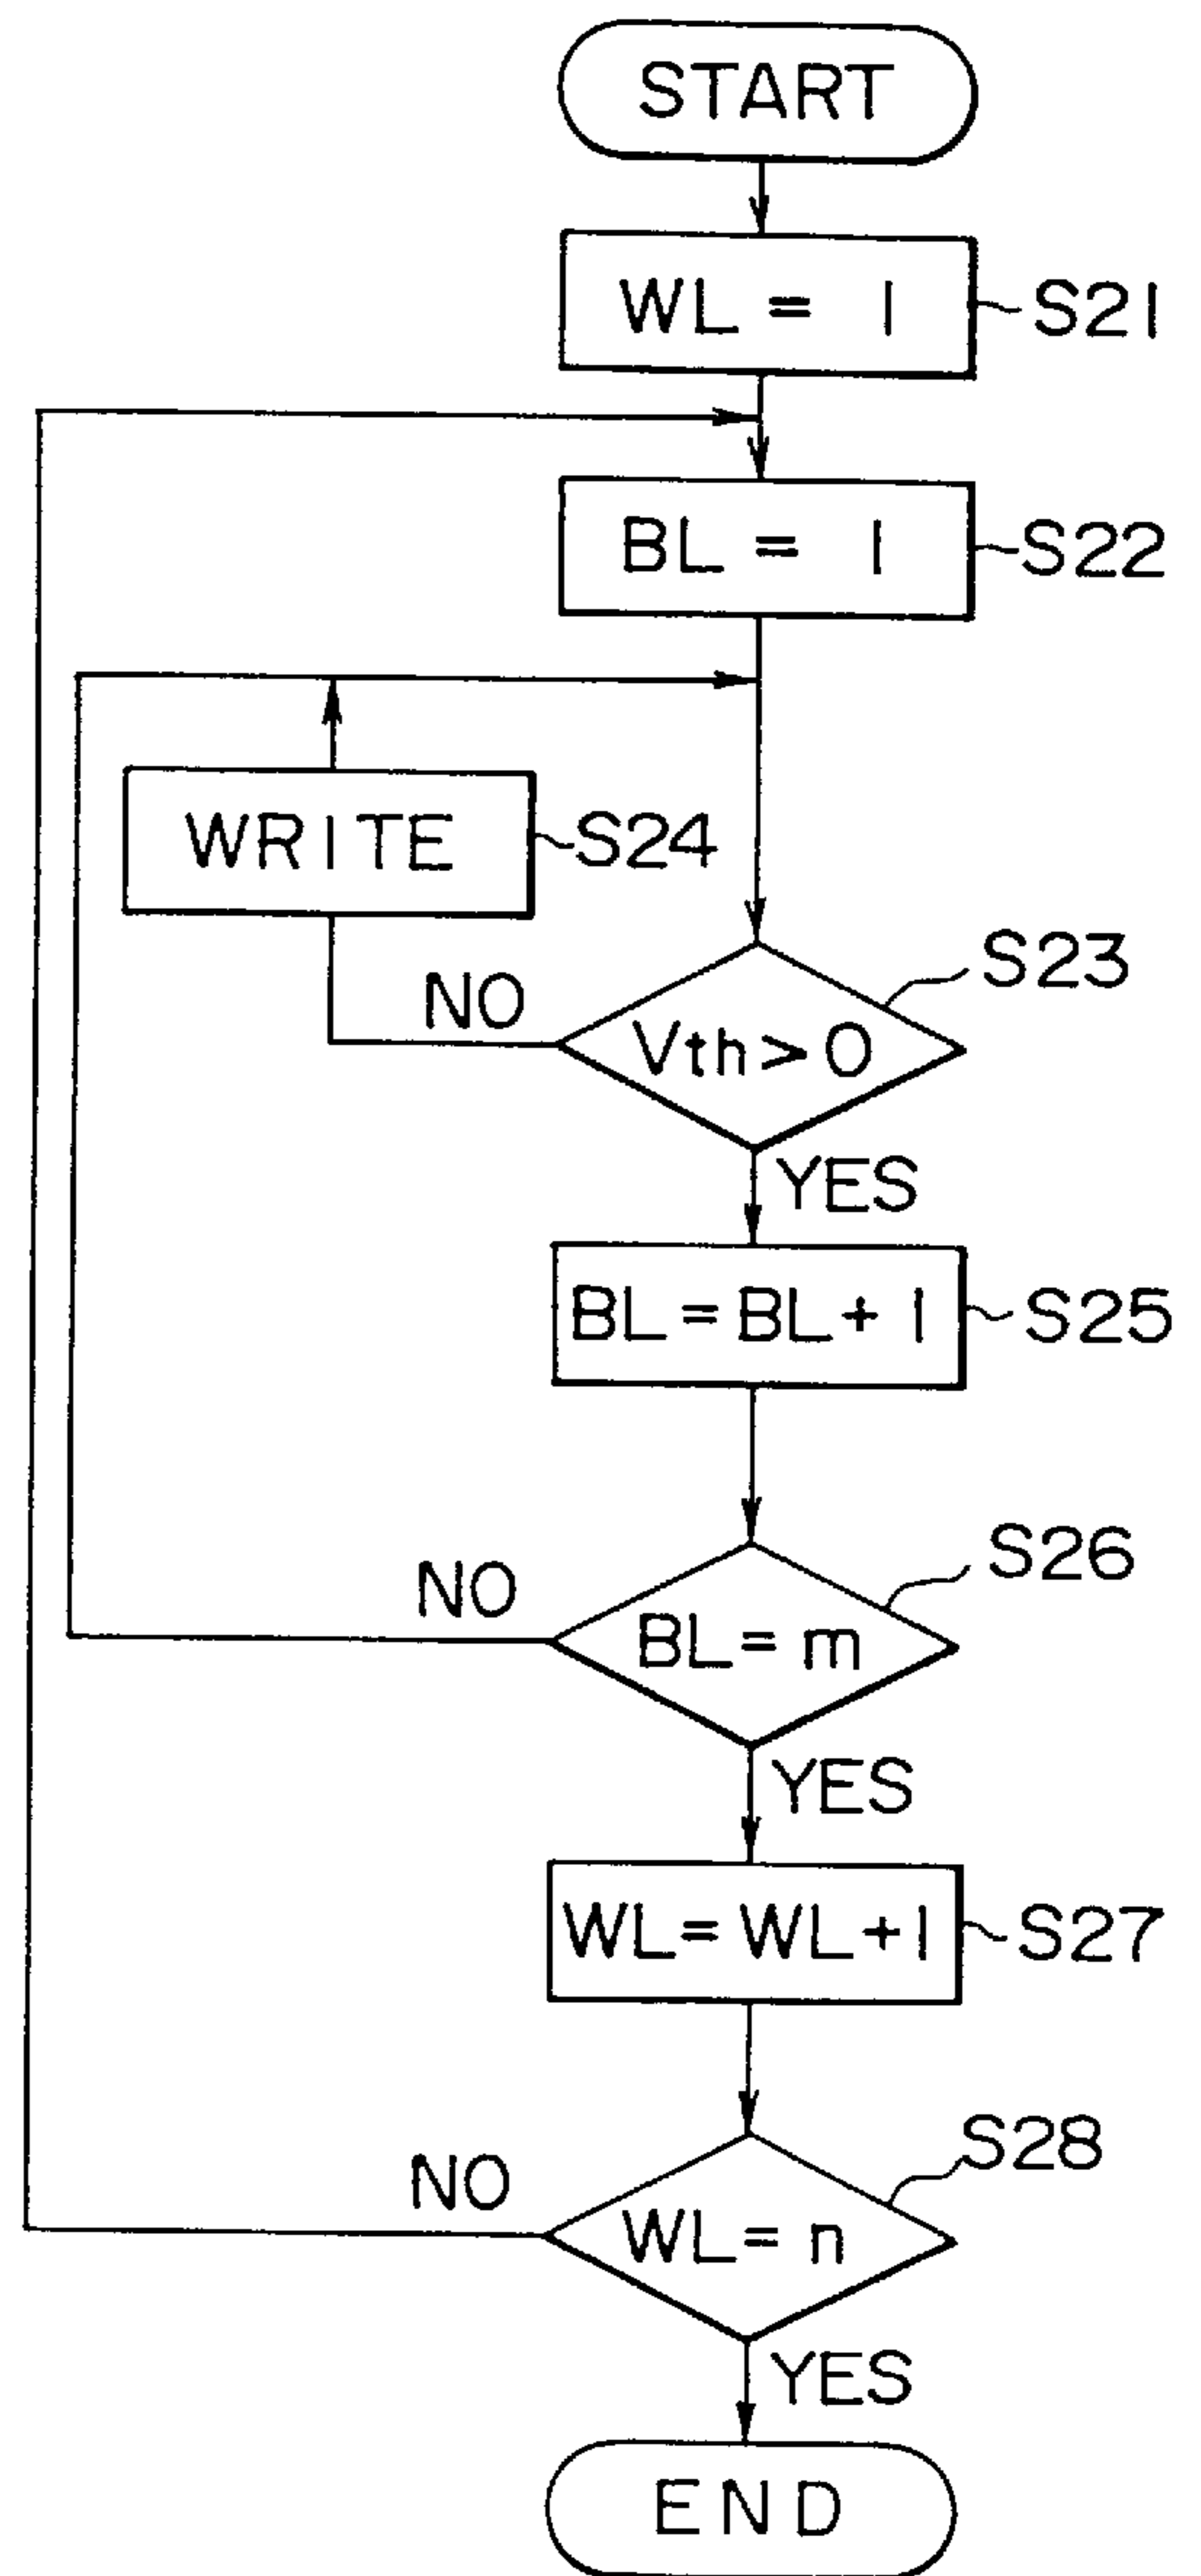 START
WL = 1
S21
BL = 1
S22
WRITE
S24
S23
NO
Vth > 0
YES
BL = BL + 1
S25
S26
NO
BL = m
YES
WL = WL + 1
S27
S28
NO
WL = n
YES
END